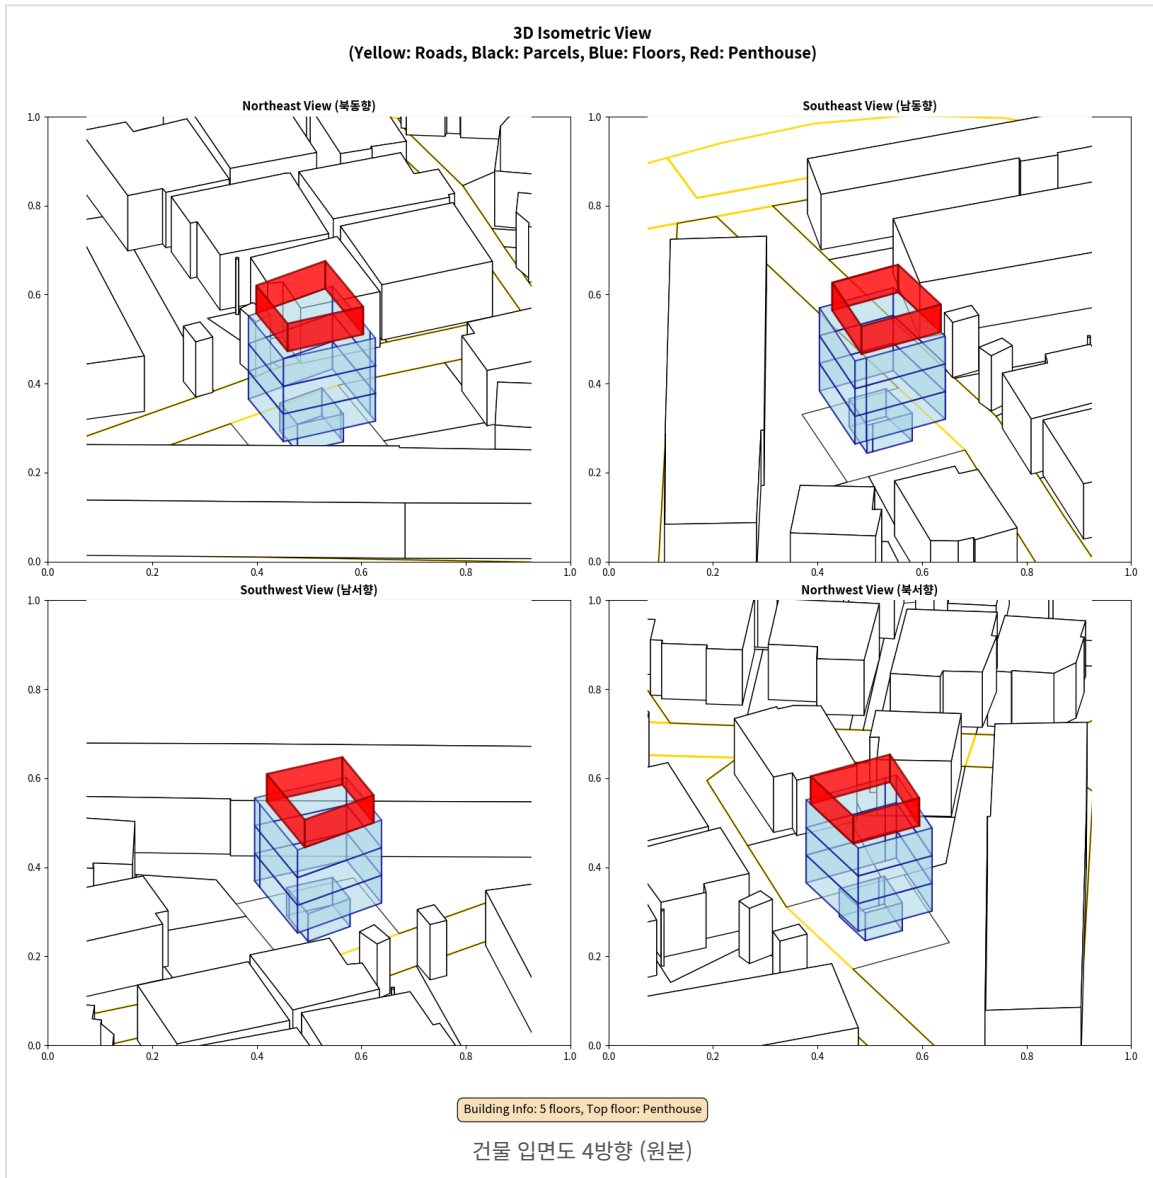 3D Isometric View
(Yellow: Roads, Black: Parcels, Blue: Floors, Red: Penthouse)
Northeast View (북동향)
1.0
0.8
0.6
0.4
0.2
0.0
0.0 0.2 0.4 0.6 0.8 1.0
Southeast View (남동향)
1.0
0.8
0.6
0.4
0.2
0.0
0.0 0.2 0.4 0.6 0.8 1.0
Southwest View (남서향)
1.0
0.8
0.6
0.4
0.2
0.0
0.0 0.2 0.4 0.6 0.8 1.0
Northwest View (북서향)
1.0
0.8
0.6
0.4
0.2
0.0
0.0 0.2 0.4 0.6 0.8 1.0
Building Info: 5 floors, Top floor: Penthouse
건물 입면도 4방향 (원본)